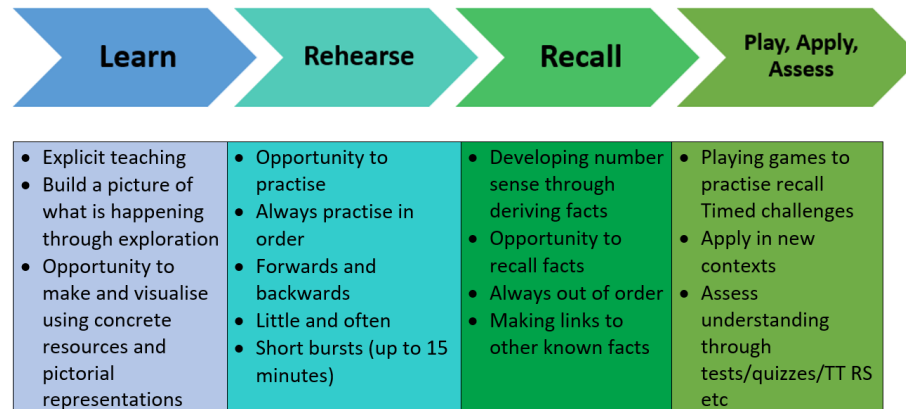 Learn
Rehearse
Recall
Play, Apply,
Assess
• Explicit teaching
• Build a picture of
what is happening
through exploration
• Opportunity to
make and visualise
using concrete
resources and
pictorial
representations
• Opportunity to
practise
• Always practise in
order
• Forwards and
backwards
• Little and often
• Short bursts (up to 15
minutes)
• Developing number
sense through
deriving facts
• Opportunity to
recall facts
• Always out of order
• Making links to
other known facts
• Playing games to
practise recall
Timed challenges
• Apply in new
contexts
• Assess
understanding
through
tests/quizzes/TT RS
etc